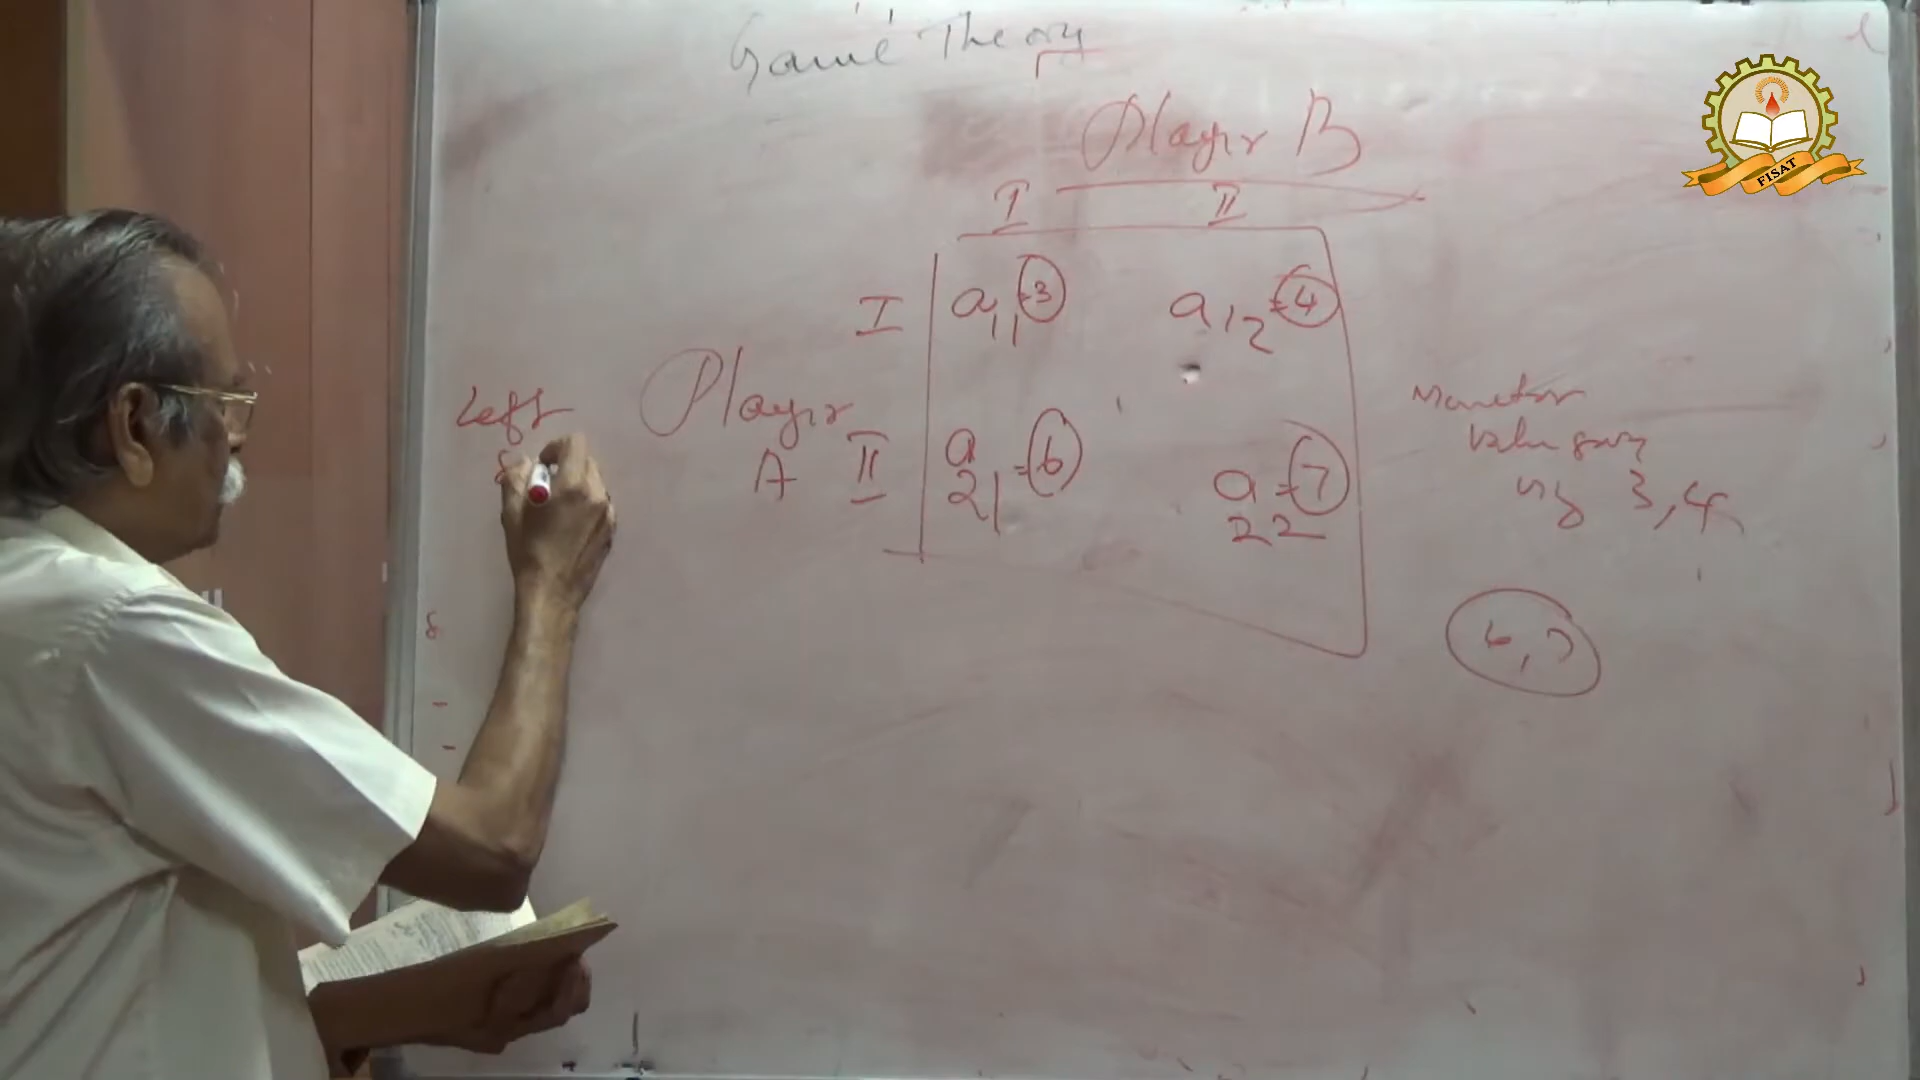 Game Theory
Player B
I II
I a11 = 3 a12 = 4
Player
A II a21 = 6 a22 = 7
Left
3, 4
6, 7
FISAT